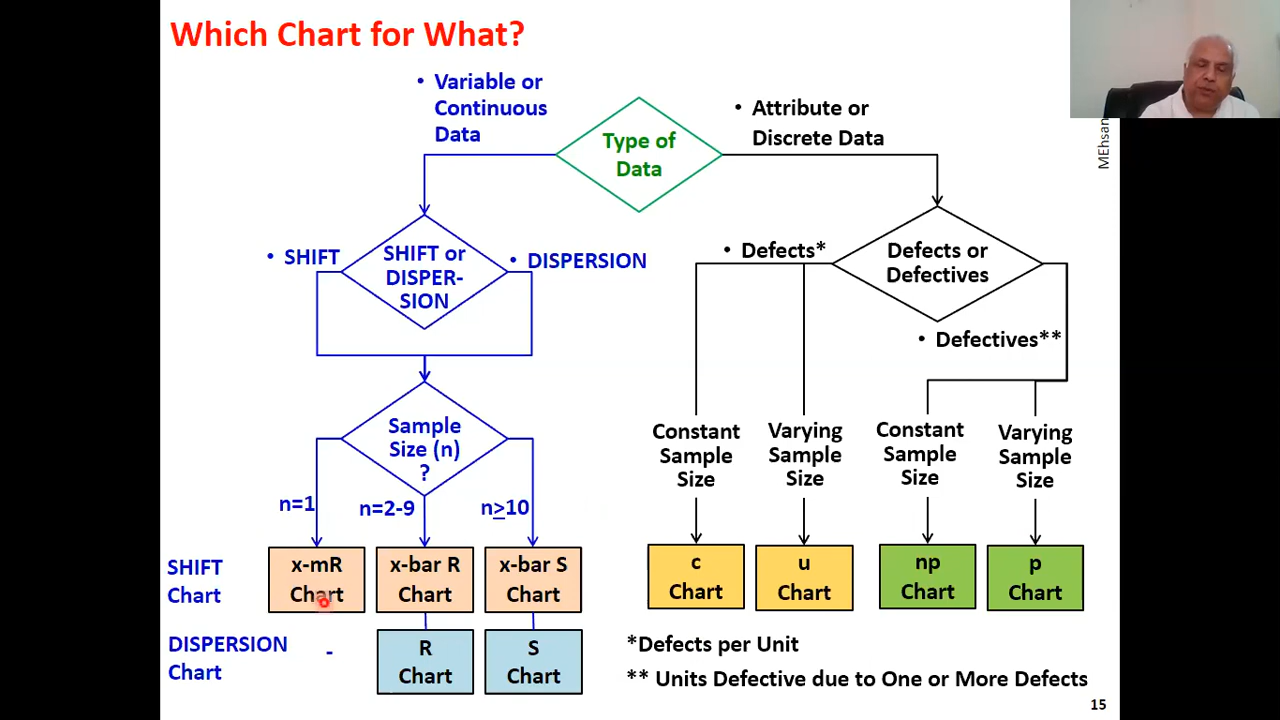 Which Chart for What?
• Variable or
Continuous
Data
Type of
Data
• Attribute or
Discrete Data
MEhsan
• SHIFT
SHIFT or
DISPER-
SION
• DISPERSION
• Defects*
Defects or
Defectives
• Defectives**
Sample
Size (n)
?
n=1
n=2-9
n≥10
Constant
Sample
Size
Varying
Sample
Size
Constant
Sample
Size
Varying
Sample
Size
SHIFT
Chart
x-mR
Chart
x-bar R
Chart
x-bar S
Chart
c
Chart
u
Chart
np
Chart
p
Chart
DISPERSION
Chart
-
R
Chart
S
Chart
*Defects per Unit
** Units Defective due to One or More Defects
15